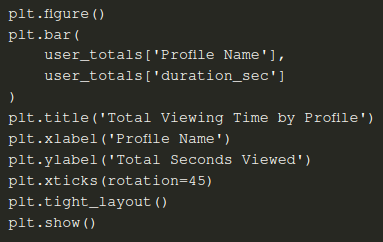 plt.figure()
plt.bar(
    user_totals['Profile Name'],
    user_totals['duration_sec']
)
plt.title('Total Viewing Time by Profile')
plt.xlabel('Profile Name')
plt.ylabel('Total Seconds Viewed')
plt.xticks(rotation=45)
plt.tight_layout()
plt.show()